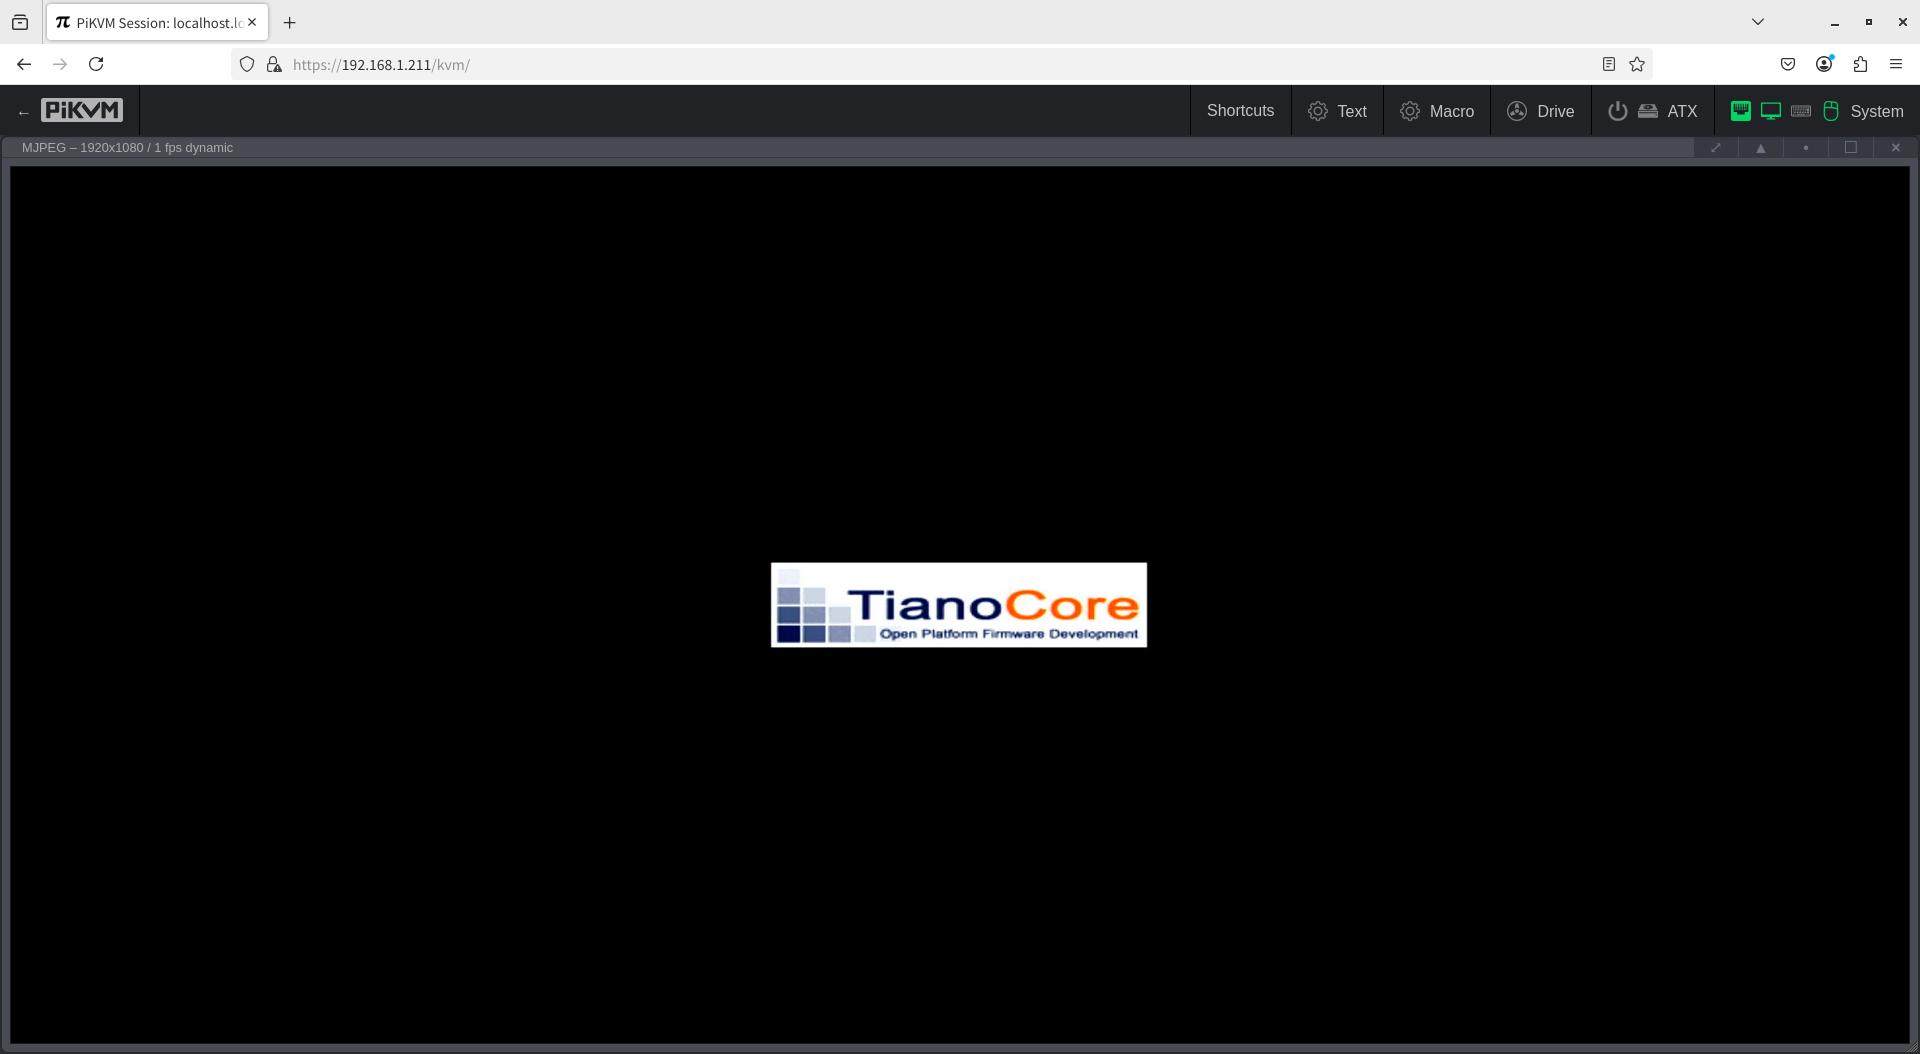 PiKVM Session: localhost.lo
https://192.168.1.211/kvm/
PiKVM
Shortcuts
Text
Macro
Drive
ATX
System
MJPEG – 1920x1080 / 1 fps dynamic
TianoCore
Open Platform Firmware Development